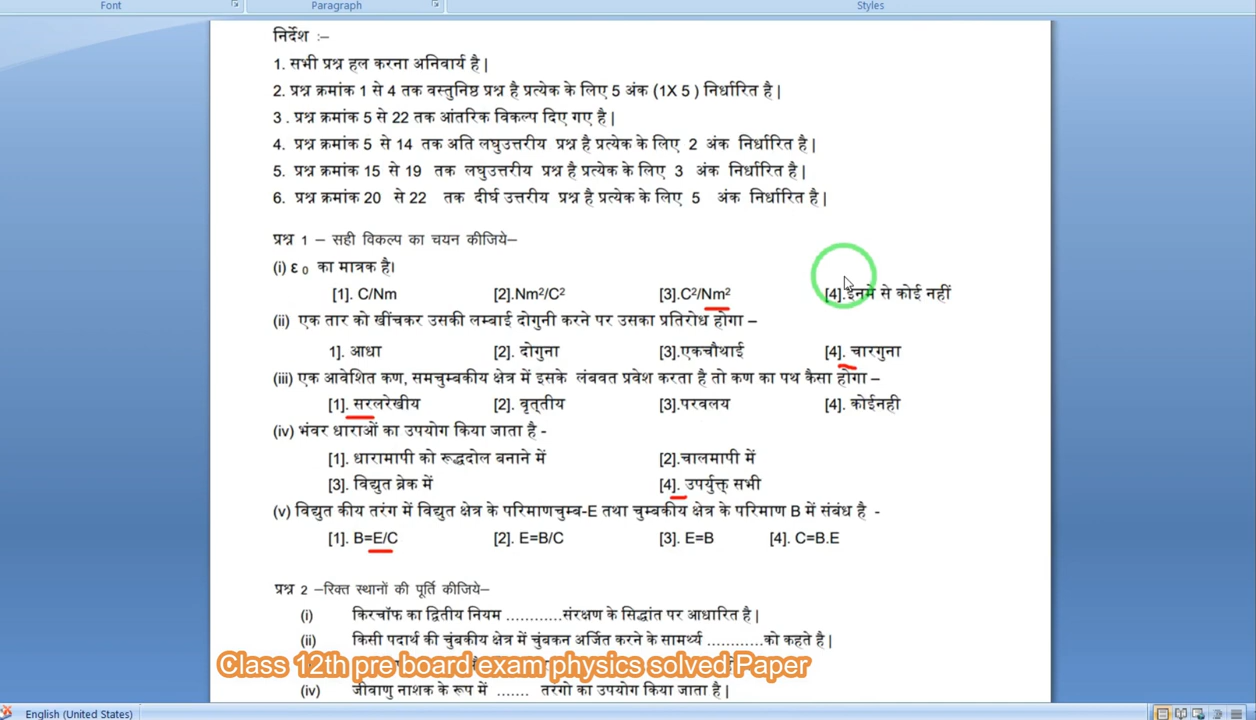 Font Paragraph Styles
निर्देश :–
1. सभी प्रश्न हल करना अनिवार्य है |
2. प्रश्न क्रमांक 1 से 4 तक वस्तुनिष्ठ प्रश्न है प्रत्येक के लिए 5 अंक (1X 5 ) निर्धारित है |
3 . प्रश्न क्रमांक 5 से 22 तक आंतरिक विकल्प दिए गए है |
4. प्रश्न क्रमांक 5 से 14 तक अति लघुउत्तरीय प्रश्न है प्रत्येक के लिए 2 अंक निर्धारित है |
5. प्रश्न क्रमांक 15 से 19 तक लघुउत्तरीय प्रश्न है प्रत्येक के लिए 3 अंक निर्धारित है |
6. प्रश्न क्रमांक 20 से 22 तक दीर्घ उत्तरीय प्रश्न है प्रत्येक के लिए 5 अंक निर्धारित है |
प्रश्न 1 – सही विकल्प का चयन कीजिये–
(i) ε ₀ का मात्रक है।
[1]. C/Nm [2].Nm²/C² [3].C²/Nm² [4].इनमे से कोई नहीं
(ii) एक तार को खींचकर उसकी लम्बाई दोगुनी करने पर उसका प्रतिरोध होगा –
1]. आधा [2]. दोगुना [3].एकचौथाई [4]. चारगुना
(iii) एक आवेशित कण, समचुम्बकीय क्षेत्र में इसके लंबवत प्रवेश करता है तो कण का पथ कैसा होगा –
[1]. सरलरेखीय [2]. वृत्तीय [3].परवलय [4]. कोईनही
(iv) भंवर धाराओं का उपयोग किया जाता है -
[1]. धारामापी को रूद्धदोल बनाने में [2].चालमापी में
[3]. विद्युत ब्रेक में [4]. उपर्युक्त् सभी
(v) विद्युत कीय तरंग में विद्युत क्षेत्र के परिमाणचुम्ब-E तथा चुम्बकीय क्षेत्र के परिमाण B में संबंध है -
[1]. B=E/C [2]. E=B/C [3]. E=B [4]. C=B.E
प्रश्न 2 –रिक्त स्थानों की पूर्ति कीजिये–
(i) किरचॉफ का द्वितीय नियम ............संरक्षण के सिद्धांत पर आधारित है |
(ii) किसी पदार्थ की चुंबकीय क्षेत्र में चुंबकन अर्जित करने के सामर्थ्य ............को कहते है |
Class 12th pre board exam physics solved Paper
(iv) जीवाणु नाशक के रूप में ....... तरंगो का उपयोग किया जाता है |
English (United States)